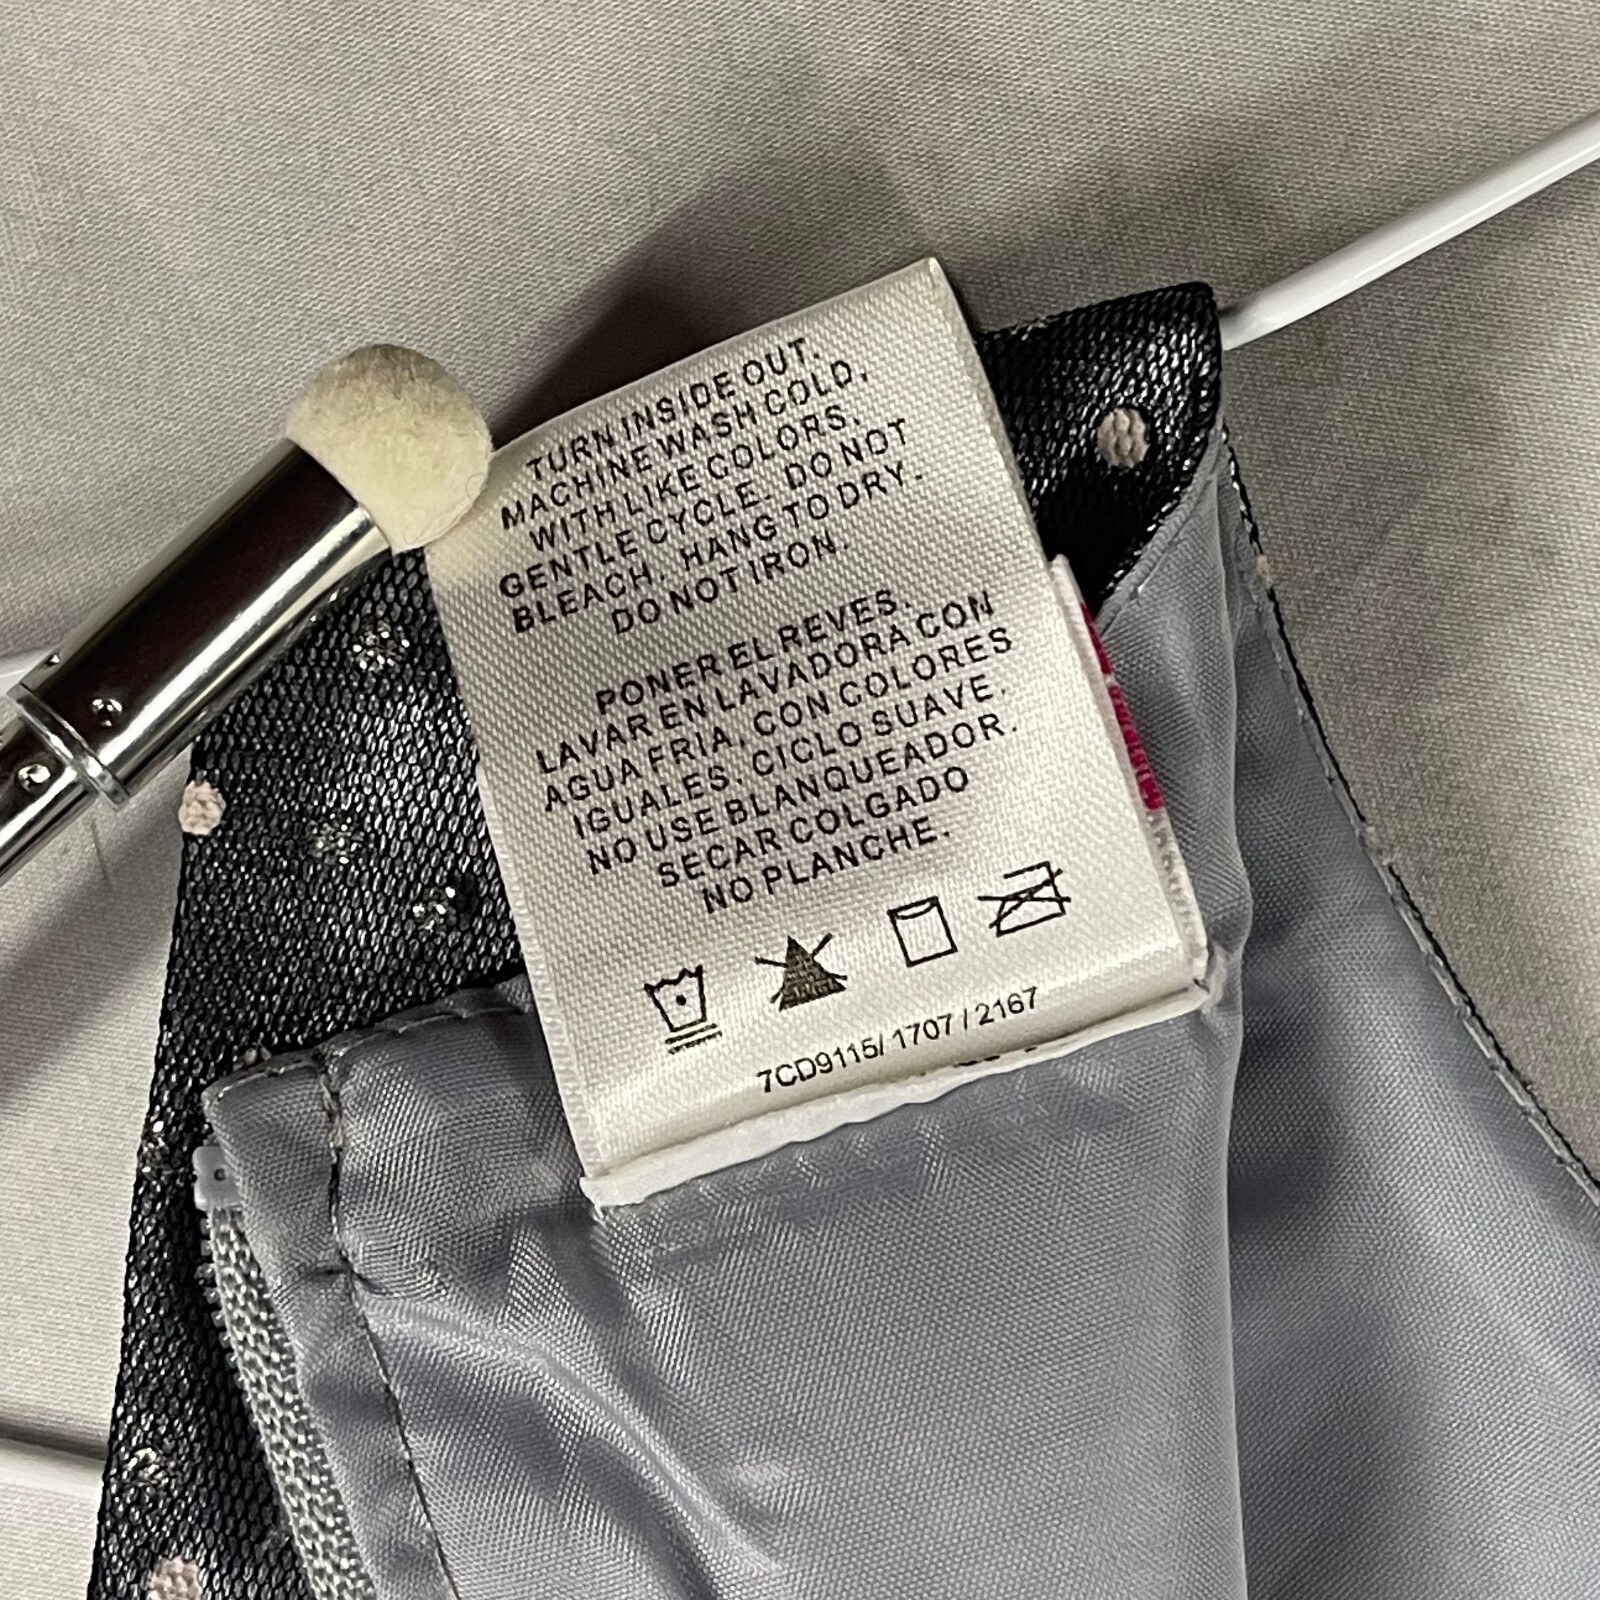 TURN INSIDE OUT.
MACHINE WASH COLD,
WITH LIKE COLORS.
GENTLE CYCLE. DO NOT
BLEACH. HANG TO DRY.
DO NOT IRON.
PONER EL REVES.
LAVAR EN LAVADORA CON
AGUA FRIA, CON COLORES
IGUALES. CICLO SUAVE.
NO USE BLANQUEADOR.
SECAR COLGADO
NO PLANCHE.
7CD9115/ 1707 / 2167